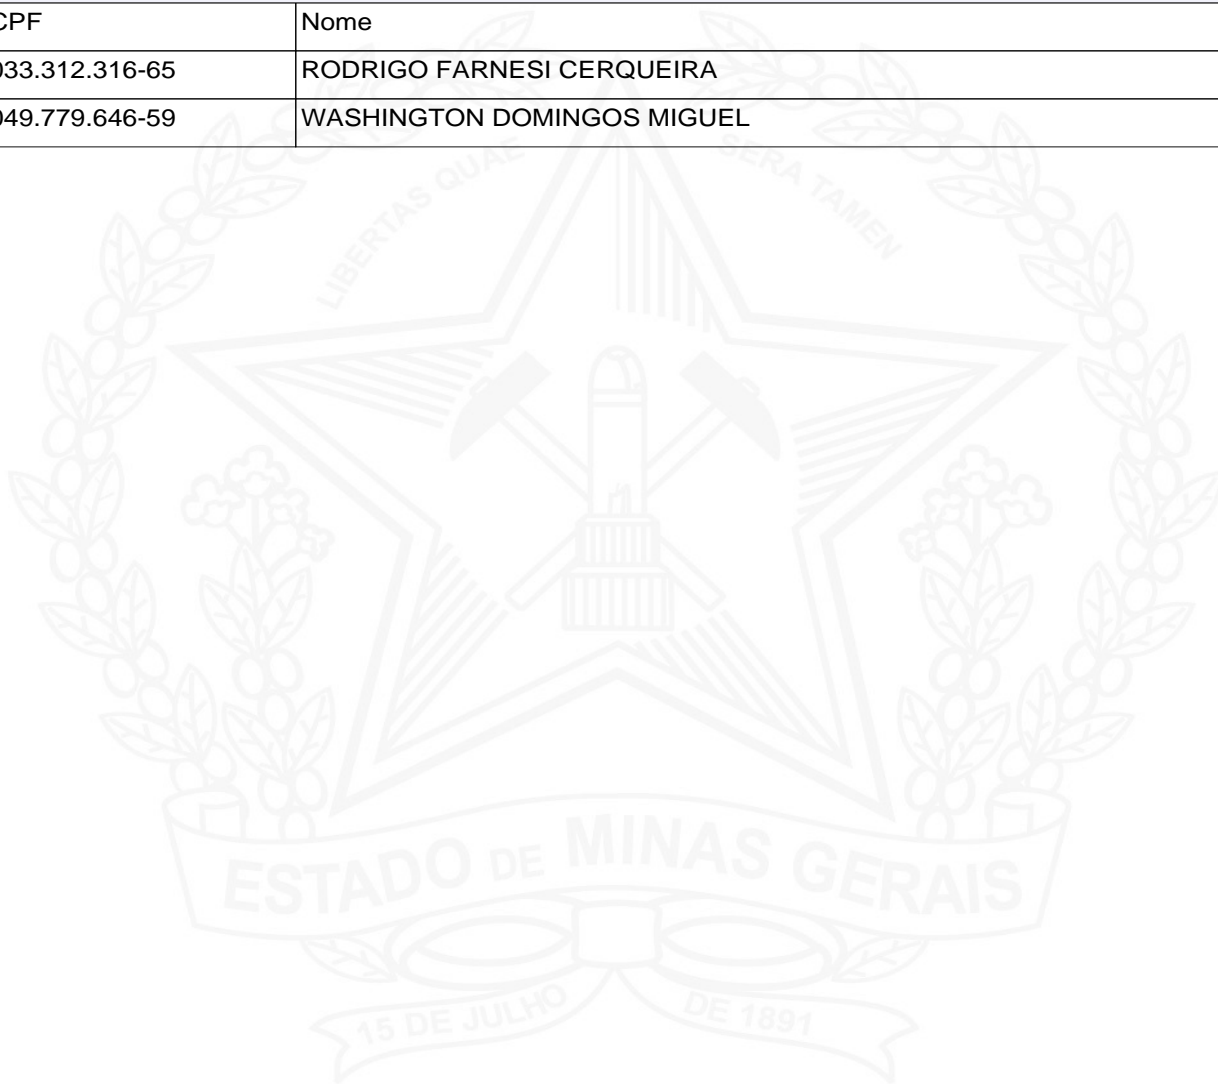 CPF Nome
033.312.316-65 RODRIGO FARNESI CERQUEIRA
049.779.646-59 WASHINGTON DOMINGOS MIGUEL
LIBERTAS QUAE SERA TAMEN
ESTADO DE MINAS GERAIS
15 DE JULHO DE 1891